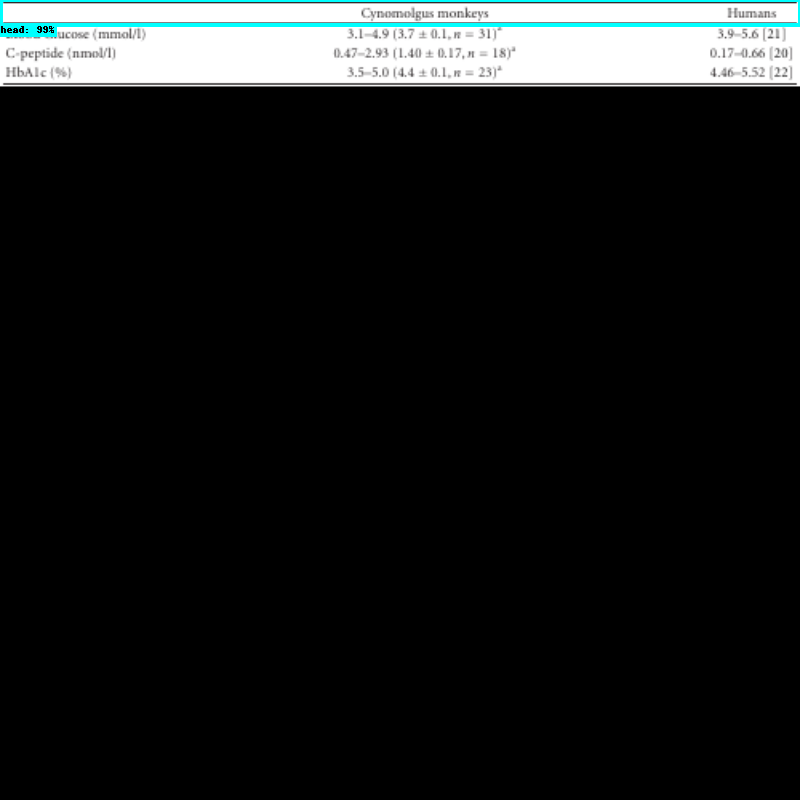 Cynomolgus monkeys Humans
head: 99%
ucose (mmol/l) 3.1–4.9 (3.7 ± 0.1, n = 31)ᵃ 3.9–5.6 [21]
C-peptide (nmol/l) 0.47–2.93 (1.40 ± 0.17, n = 18)ᵃ 0.17–0.66 [20]
HbA1c (%) 3.5–5.0 (4.4 ± 0.1, n = 23)ᵃ 4.46–5.52 [22]